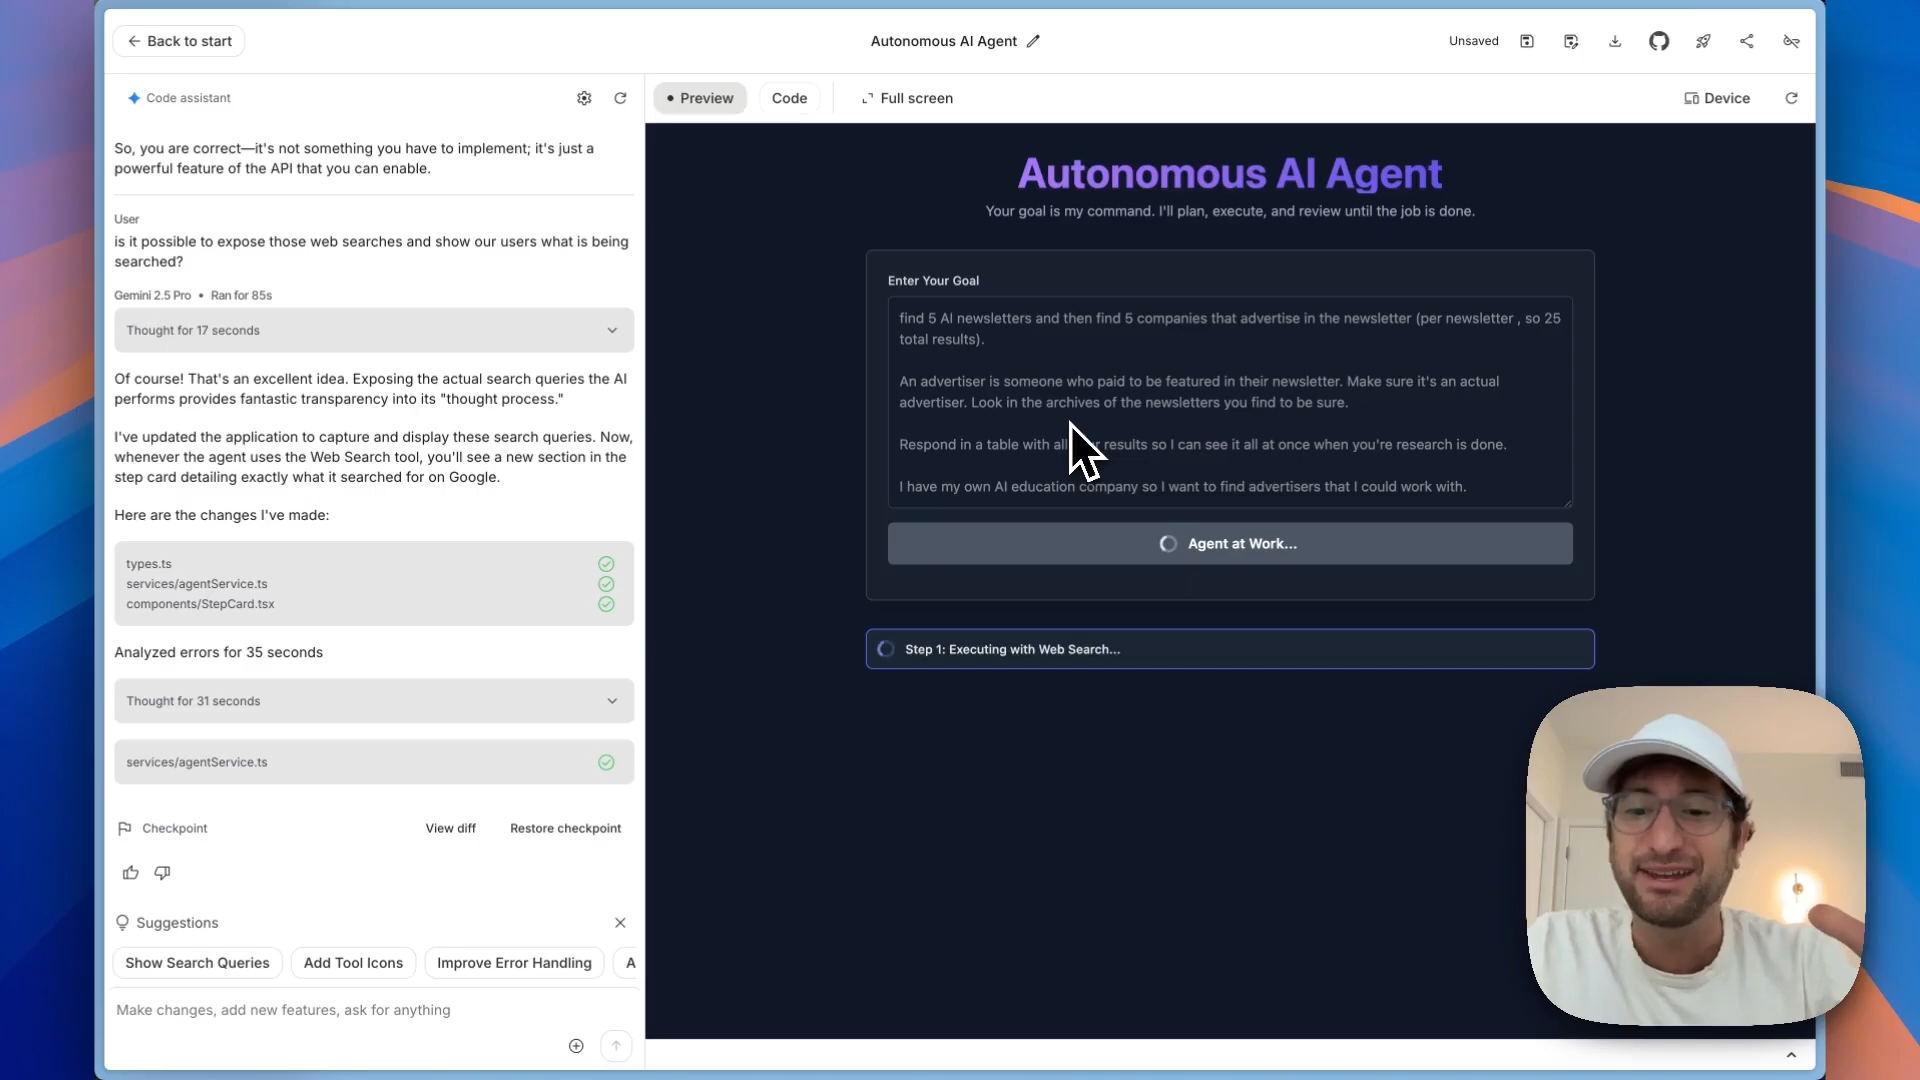 Back to start
Autonomous AI Agent
Unsaved
Code assistant
So, you are correct—it's not something you have to implement; it's just a
powerful feature of the API that you can enable.
User
is it possible to expose those web searches and show our users what is being
searched?
Gemini 2.5 Pro • Ran for 85s
Thought for 17 seconds
Of course! That's an excellent idea. Exposing the actual search queries the AI
performs provides fantastic transparency into its "thought process."
I've updated the application to capture and display these search queries. Now,
whenever the agent uses the Web Search tool, you'll see a new section in the
step card detailing exactly what it searched for on Google.
Here are the changes I've made:
types.ts
services/agentService.ts
components/StepCard.tsx
Analyzed errors for 35 seconds
Thought for 31 seconds
services/agentService.ts
Checkpoint
View diff
Restore checkpoint
Suggestions
Show Search Queries
Add Tool Icons
Improve Error Handling
A
Make changes, add new features, ask for anything
Preview
Code
Full screen
Device
Autonomous AI Agent
Your goal is my command. I'll plan, execute, and review until the job is done.
Enter Your Goal
find 5 AI newsletters and then find 5 companies that advertise in the newsletter (per newsletter , so 25
total results).
An advertiser is someone who paid to be featured in their newsletter. Make sure it's an actual
advertiser. Look in the archives of the newsletters you find to be sure.
Respond in a table with all results so I can see it all at once when you're research is done.
I have my own AI education company so I want to find advertisers that I could work with.
Agent at Work...
Step 1: Executing with Web Search...